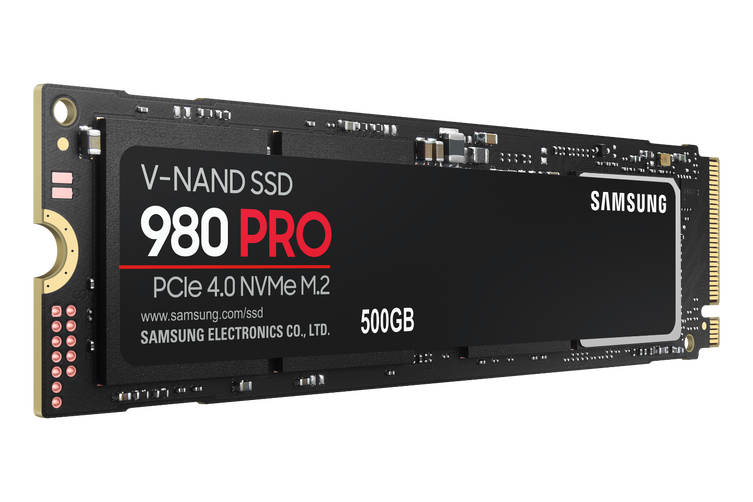 V-NAND SSD
980 PRO
PCIe 4.0 NVMe M.2
www.samsung.com/ssd
SAMSUNG ELECTRONICS CO., LTD.
500GB
SAMSUNG